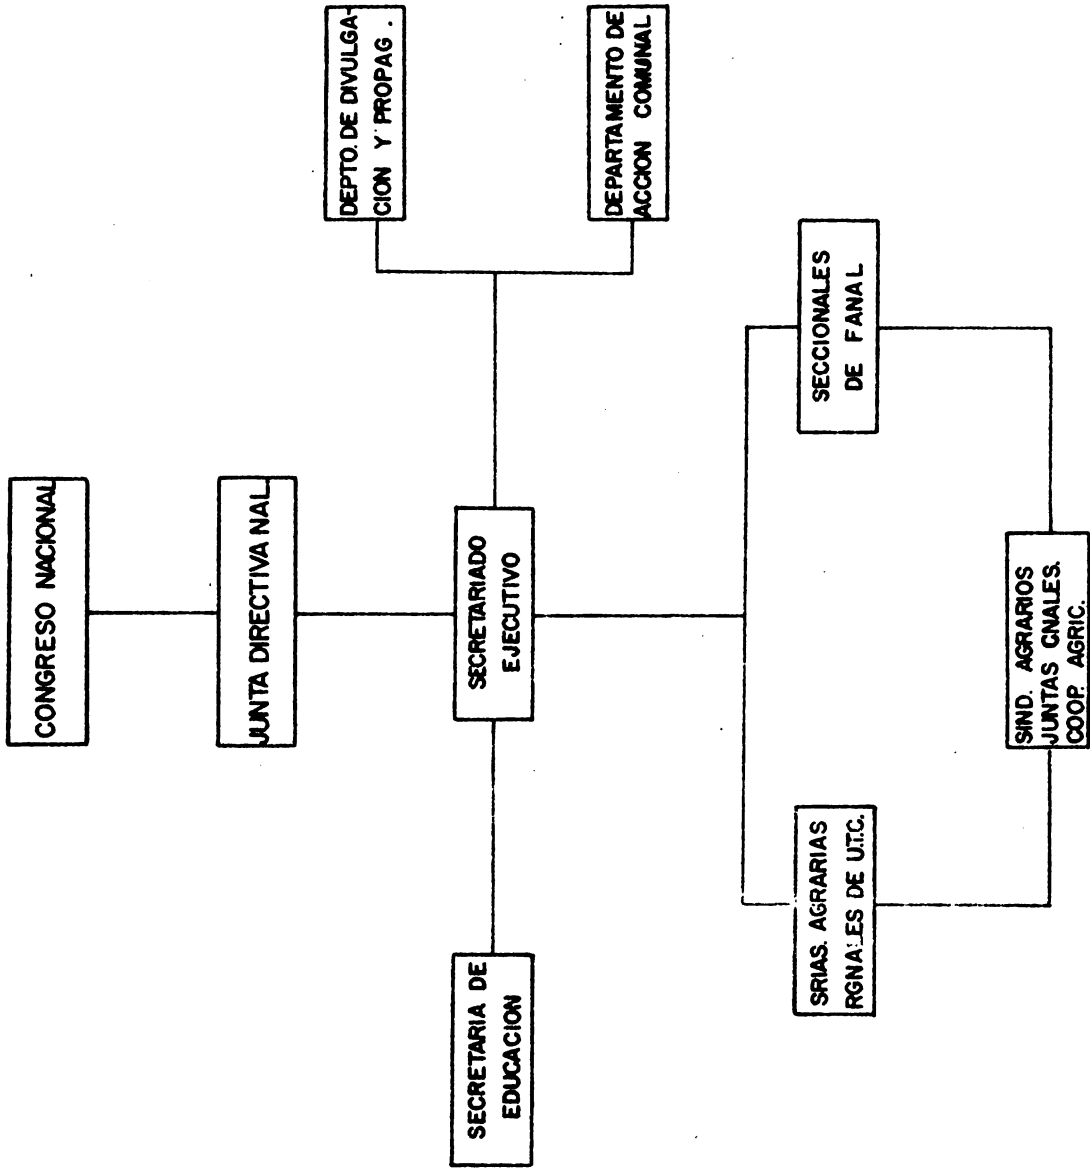 CONGRESO NACIONAL
JUNTA DIRECTIVA NAL
SECRETARIA DE
EDUCACION
SECRETARIADO
EJECUTIVO
DEPTO. DE DIVULGA-
CION Y PROPAG .
DEPARTAMENTO DE
ACCION COMUNAL
SRIAS. AGRARIAS
RGNALES DE U.T.C.
SECCIONALES
DE FANAL
SIND. AGRARIOS
JUNTAS CNALES.
COOP. AGRIC.